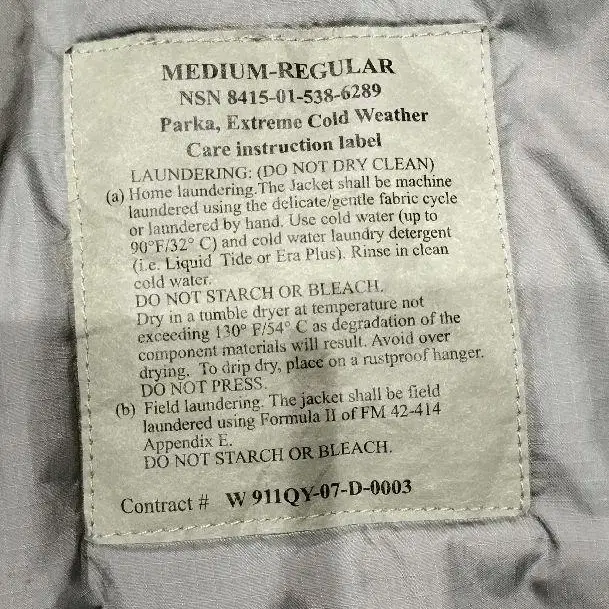 MEDIUM-REGULAR
NSN 8415-01-538-6289
Parka, Extreme Cold Weather
Care instruction label
LAUNDERING: (DO NOT DRY CLEAN)
(a) Home laundering.The Jacket shall be machine
laundered using the delicate/gentle fabric cycle
or laundered by hand. Use cold water (up to
90°F/32° C) and cold water laundry detergent
(i.e. Liquid Tide or Era Plus). Rinse in clean
cold water.
DO NOT STARCH OR BLEACH.
Dry in a tumble dryer at temperature not
exceeding 130° F/54° C as degradation of the
component materials will result. Avoid over
drying. To drip dry, place on a rustproof hanger.
DO NOT PRESS.
(b) Field laundering. The jacket shall be field
laundered using Formula II of FM 42-414
Appendix E.
DO NOT STARCH OR BLEACH.
Contract # W 911QY-07-D-0003